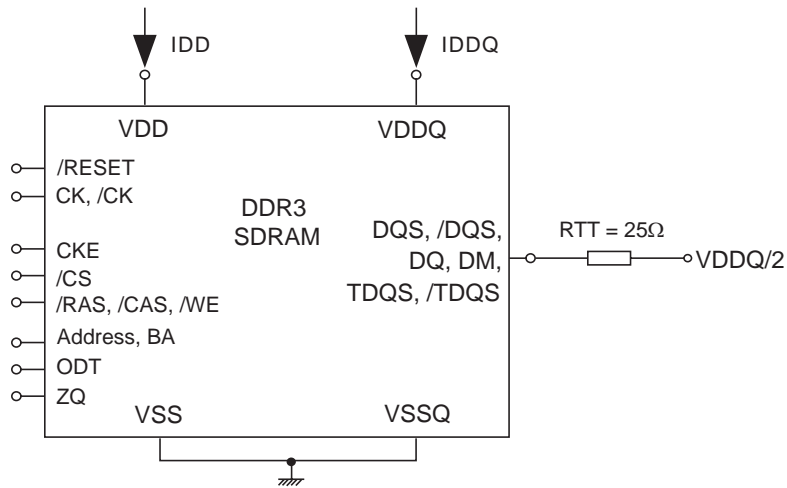 IDD
IDDQ
VDD
VDDQ
/RESET
CK, /CK
DDR3
SDRAM
CKE
/CS
/RAS, /CAS, /WE
Address, BA
ODT
ZQ
DQS, /DQS,
DQ, DM,
TDQS, /TDQS
RTT = 25Ω
VDDQ/2
VSS
VSSQ